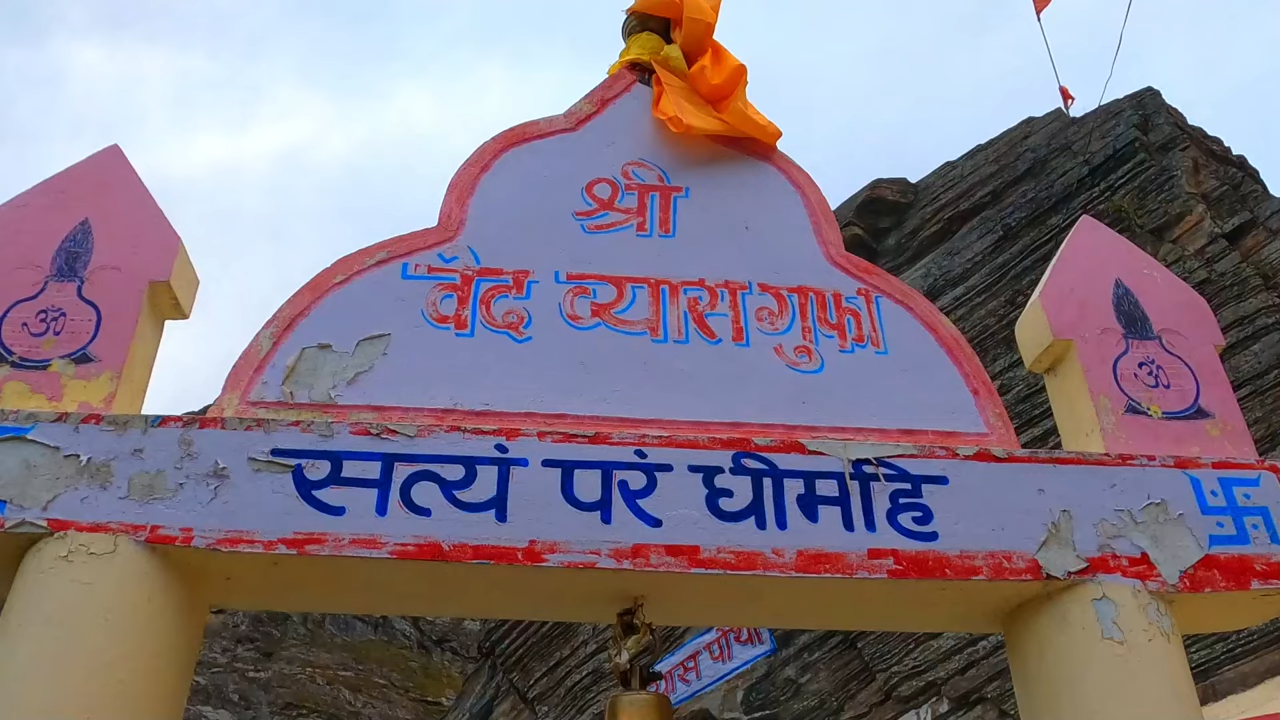 श्री
वेद व्यास गुफा
ॐ
ॐ
सत्यं परं धीमहि
व्यास पोथी